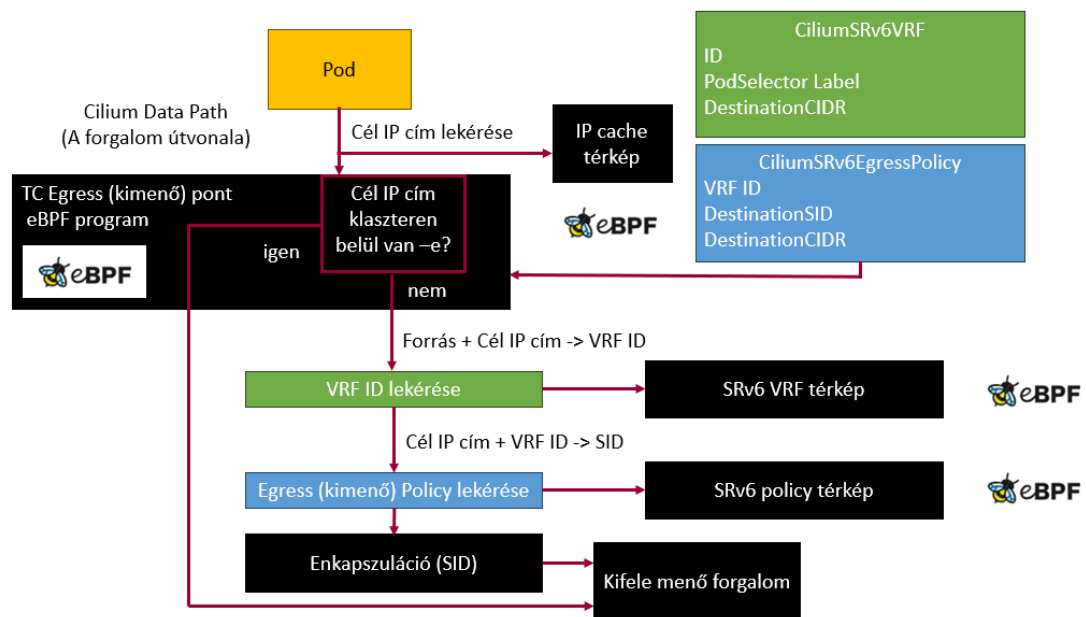 Pod
Cilium Data Path
(A forgalom útvonala)
Cél IP cím lekérése
IP cache
térkép
CiliumSRv6VRF
ID
PodSelector Label
DestinationCIDR
CiliumSRv6EgressPolicy
VRF ID
DestinationSID
DestinationCIDR
TC Egress (kimenő) pont
eBPF program
eBPF
Cél IP cím
klaszteren
belül van –e?
igen
nem
eBPF
Forrás + Cél IP cím -> VRF ID
VRF ID lekérése
SRv6 VRF térkép
eBPF
Cél IP cím + VRF ID -> SID
Egress (kimenő) Policy lekérése
SRv6 policy térkép
eBPF
Enkapszuláció (SID)
Kifele menő forgalom